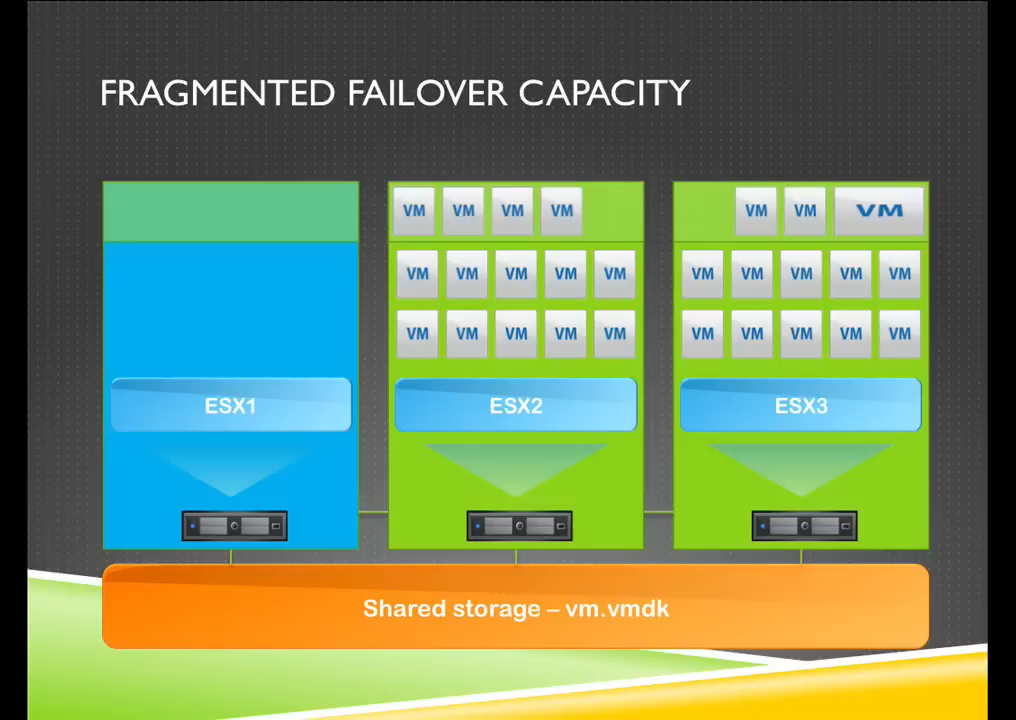 FRAGMENTED FAILOVER CAPACITY
VM VM VM VM
VM VM VM
VM VM VM VM VM
VM VM VM VM VM
VM VM VM VM VM
VM VM VM VM VM
ESX1
ESX2
ESX3
Shared storage – vm.vmdk